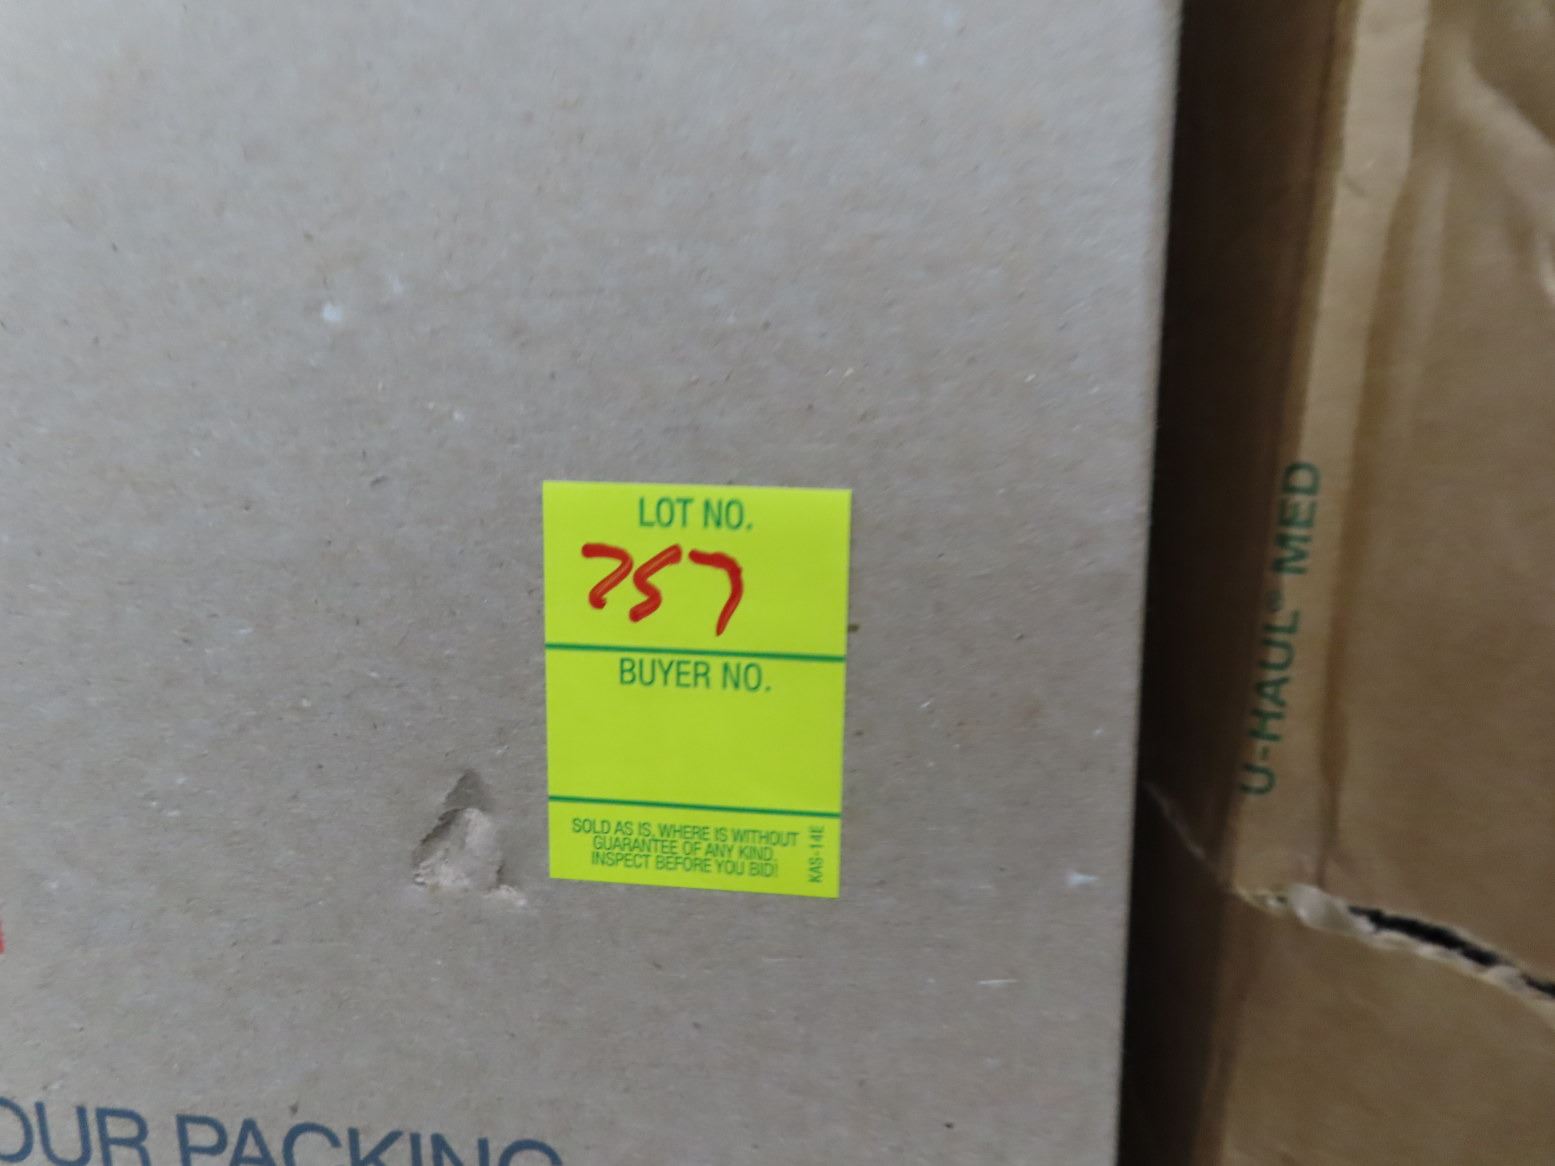 LOT NO.
757
BUYER NO.
SOLD AS IS, WHERE IS WITHOUT
GUARANTEE OF ANY KIND.
INSPECT BEFORE YOU BID!
KAS-14E
U-HAUL® MED
OUR PACKING